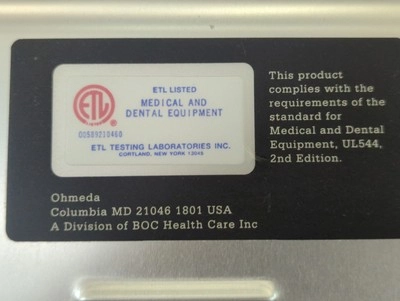 ETL LISTED
MEDICAL AND
DENTAL EQUIPMENT
ETL
ETL TESTING LABORATORIES INC.
CORTLAND, NEW YORK 13045
This product
complies with the
requirements of the
standard for
Medical and Dental
Equipment, UL544,
2nd Edition.
Ohmeda
Columbia MD 21046 1801 USA
A Division of BOC Health Care Inc